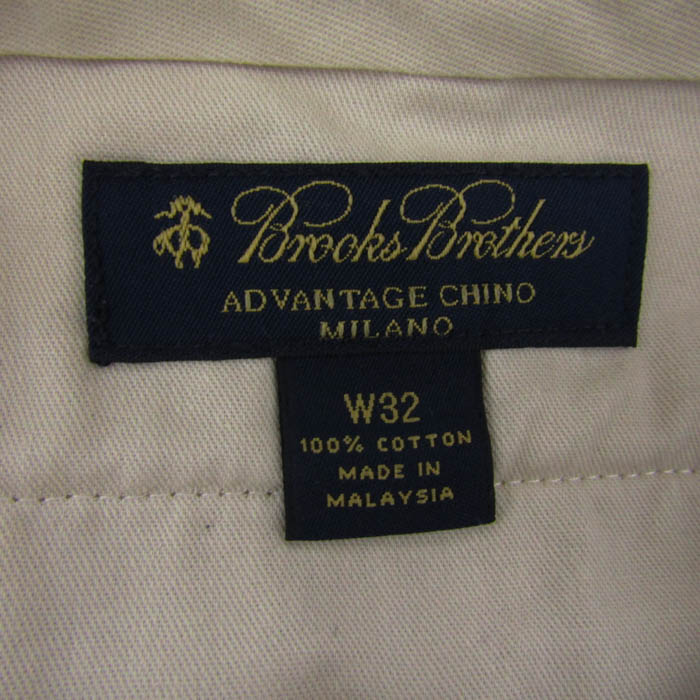 Brooks Brothers
ADVANTAGE CHINO
MILANO
W32
100% COTTON
MADE IN
MALAYSIA